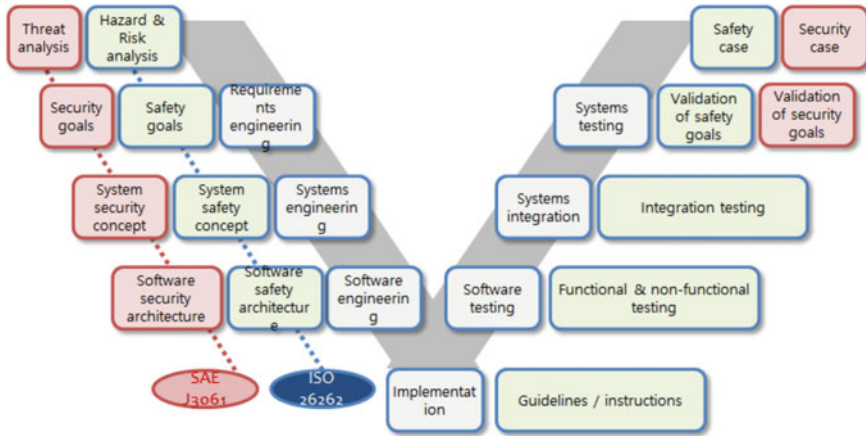 Threat
analysis
Hazard &
Risk
analysis
Safety
case
Security
case
Security
goals
Safety
goals
Requireme
nts
engineerin
g
Systems
testing
Validation
of safety
goals
Validation
of security
goals
System
security
concept
System
safety
concept
Systems
engineerin
g
Systems
integration
Integration testing
Software
security
architecture
Software
safety
architectur
e
Software
engineerin
g
Software
testing
Functional & non-functional
testing
SAE
J3061
ISO
26262
Implementat
ion
Guidelines / instructions